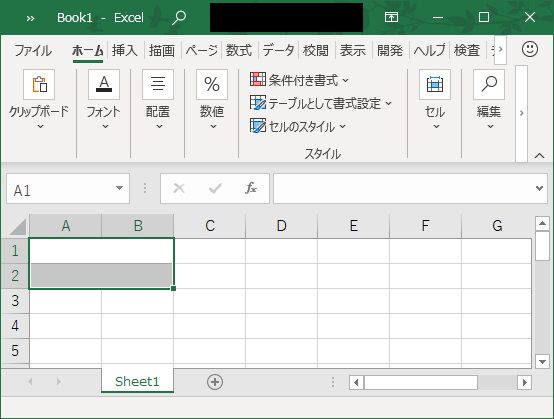 » Book1 - Excel
ファイル ホーム 挿入 描画 ページ 数式 データ 校閲 表示 開発 ヘルプ 検査
クリップボード フォント 配置 % 数値 条件付き書式 テーブルとして書式設定 セルのスタイル スタイル セル 編集
A1 fx
A B C D E F G
1
2
3
4
5
Sheet1